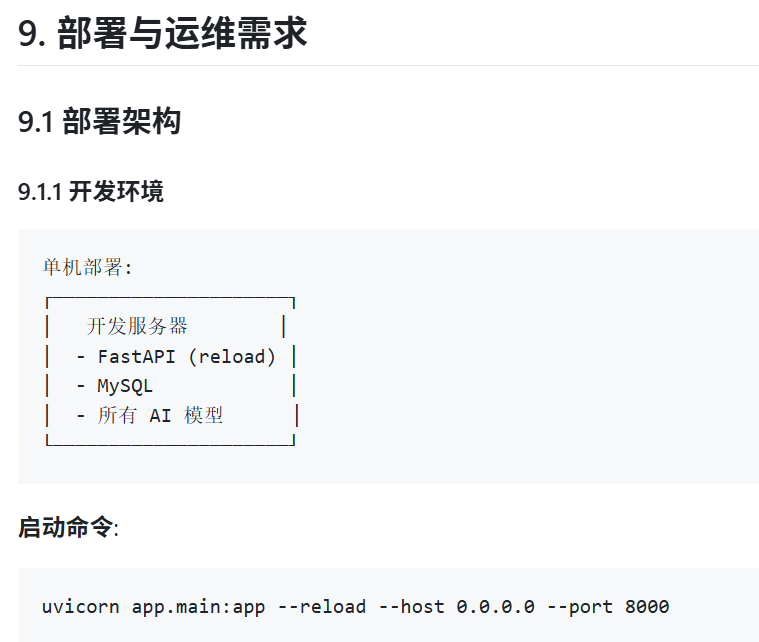 9. 部署与运维需求
9.1 部署架构
9.1.1 开发环境
单机部署:
开发服务器
- FastAPI (reload)
- MySQL
- 所有 AI 模型
启动命令:
uvicorn app.main:app --reload --host 0.0.0.0 --port 8000